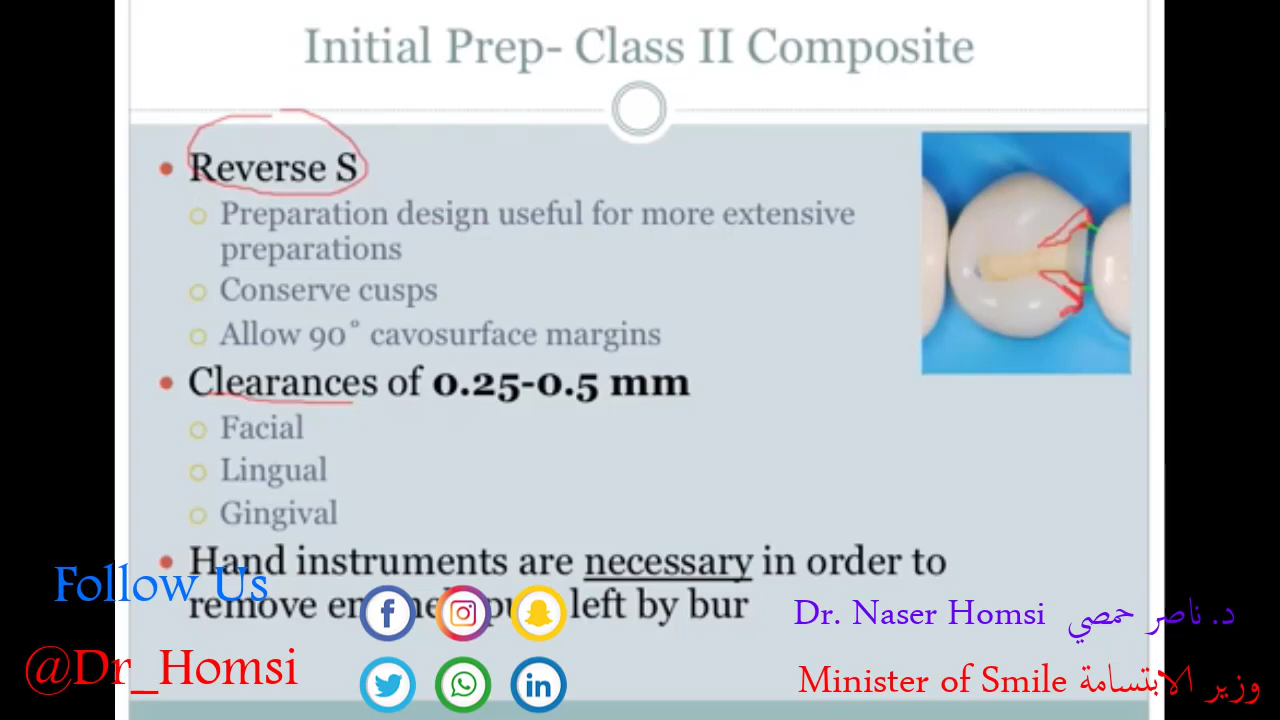 Initial Prep- Class II Composite
Reverse S
Preparation design useful for more extensive
preparations
Conserve cusps
Allow 90° cavosurface margins
Clearances of 0.25-0.5 mm
Facial
Lingual
Gingival
Hand instruments are necessary in order to
remove left by bur
Follow Us
@Dr_Homsi
Dr. Naser Homsi د. ناصر حمصي
Minister of Smile وزير الابتسامة